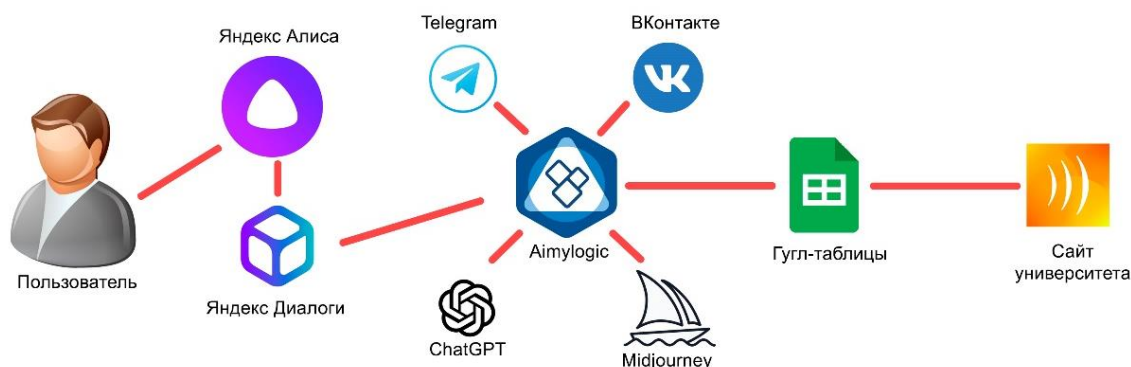 Telegram
ВКонтакте
Яндекс Алиса
Aimylogic
Пользователь
Яндекс Диалоги
Гугл-таблицы
Сайт
университета
ChatGPT
Midjourney